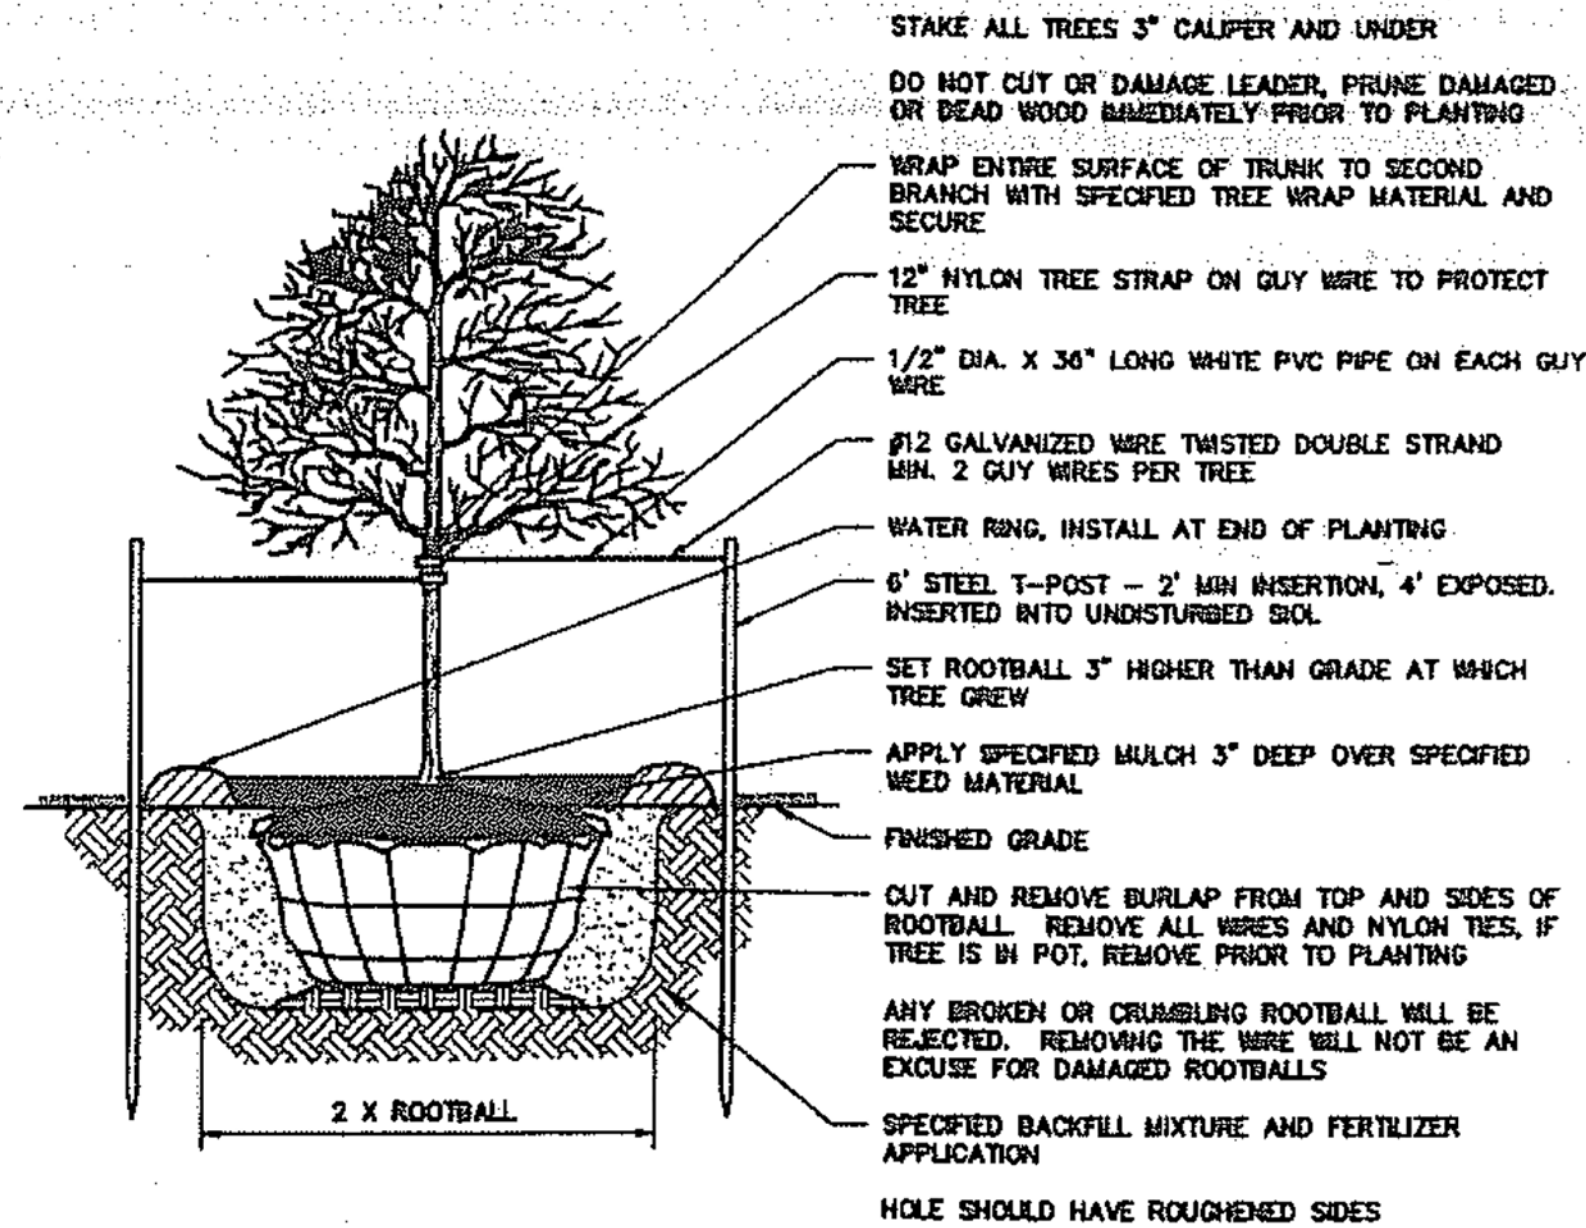 STAKE ALL TREES 3" CALIPER AND UNDER
DO NOT CUT OR DAMAGE LEADER, PRUNE DAMAGED
OR DEAD WOOD IMMEDIATELY PRIOR TO PLANTING
WRAP ENTIRE SURFACE OF TRUNK TO SECOND
BRANCH WITH SPECIFIED TREE WRAP MATERIAL AND
SECURE
12" NYLON TREE STRAP ON GUY WIRE TO PROTECT
TREE
1/2" DIA. X 36" LONG WHITE PVC PIPE ON EACH GUY
WIRE
#12 GALVANIZED WIRE TWISTED DOUBLE STRAND
MIN. 2 GUY WIRES PER TREE
WATER RING, INSTALL AT END OF PLANTING
6' STEEL T-POST - 2' MIN INSERTION, 4' EXPOSED.
INSERTED INTO UNDISTURBED SIOL
SET ROOTBALL 3" HIGHER THAN GRADE AT WHICH
TREE GREW
APPLY SPECIFIED MULCH 3" DEEP OVER SPECIFIED
WEED MATERIAL
FINISHED GRADE
CUT AND REMOVE BURLAP FROM TOP AND SIDES OF
ROOTBALL. REMOVE ALL WIRES AND NYLON TIES, IF
TREE IS IN POT, REMOVE PRIOR TO PLANTING
ANY BROKEN OR CRUMBLING ROOTBALL WILL BE
REJECTED. REMOVING THE WIRE WILL NOT BE AN
EXCUSE FOR DAMAGED ROOTBALLS
2 X ROOTBALL
SPECIFIED BACKFILL MIXTURE AND FERTILIZER
APPLICATION
HOLE SHOULD HAVE ROUGHENED SIDES